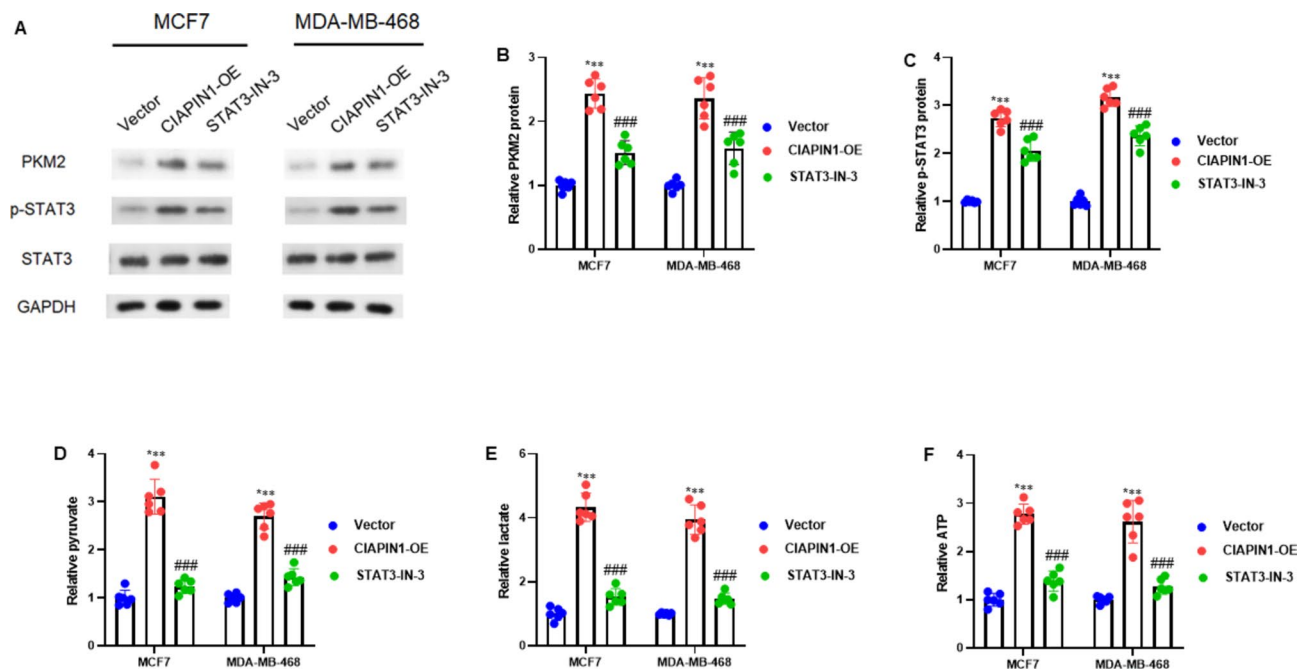 A
MCF7
MDA-MB-468
Vector
CIAPIN1-OE
STAT3-IN-3
Vector
CIAPIN1-OE
STAT3-IN-3
PKM2
p-STAT3
STAT3
GAPDH
B
Relative PKM2 protein
3
2
1
0
***
###
***
###
MCF7
MDA-MB-468
Vector
CIAPIN1-OE
STAT3-IN-3
C
Relative p-STAT3 protein
4
3
2
1
0
***
###
***
###
MCF7
MDA-MB-468
Vector
CIAPIN1-OE
STAT3-IN-3
D
Relative pyruvate
4
3
2
1
0
***
###
***
###
MCF7
MDA-MB-468
Vector
CIAPIN1-OE
STAT3-IN-3
E
Relative lactate
6
4
2
0
***
###
***
###
MCF7
MDA-MB-468
Vector
CIAPIN1-OE
STAT3-IN-3
F
Relative ATP
4
3
2
1
0
***
###
***
###
MCF7
MDA-MB-468
Vector
CIAPIN1-OE
STAT3-IN-3